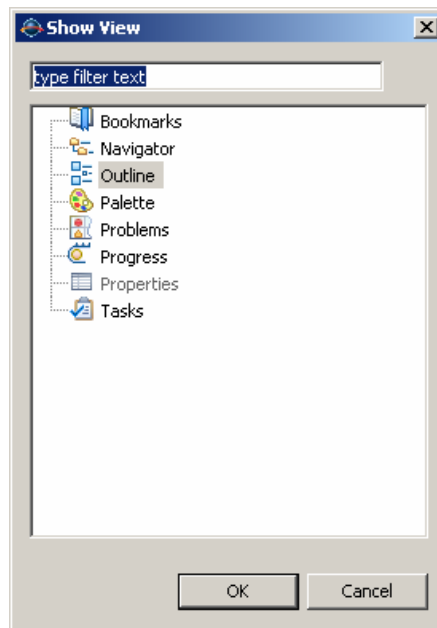 Show View
type filter text
Bookmarks
Navigator
Outline
Palette
Problems
Progress
Properties
Tasks
OK
Cancel